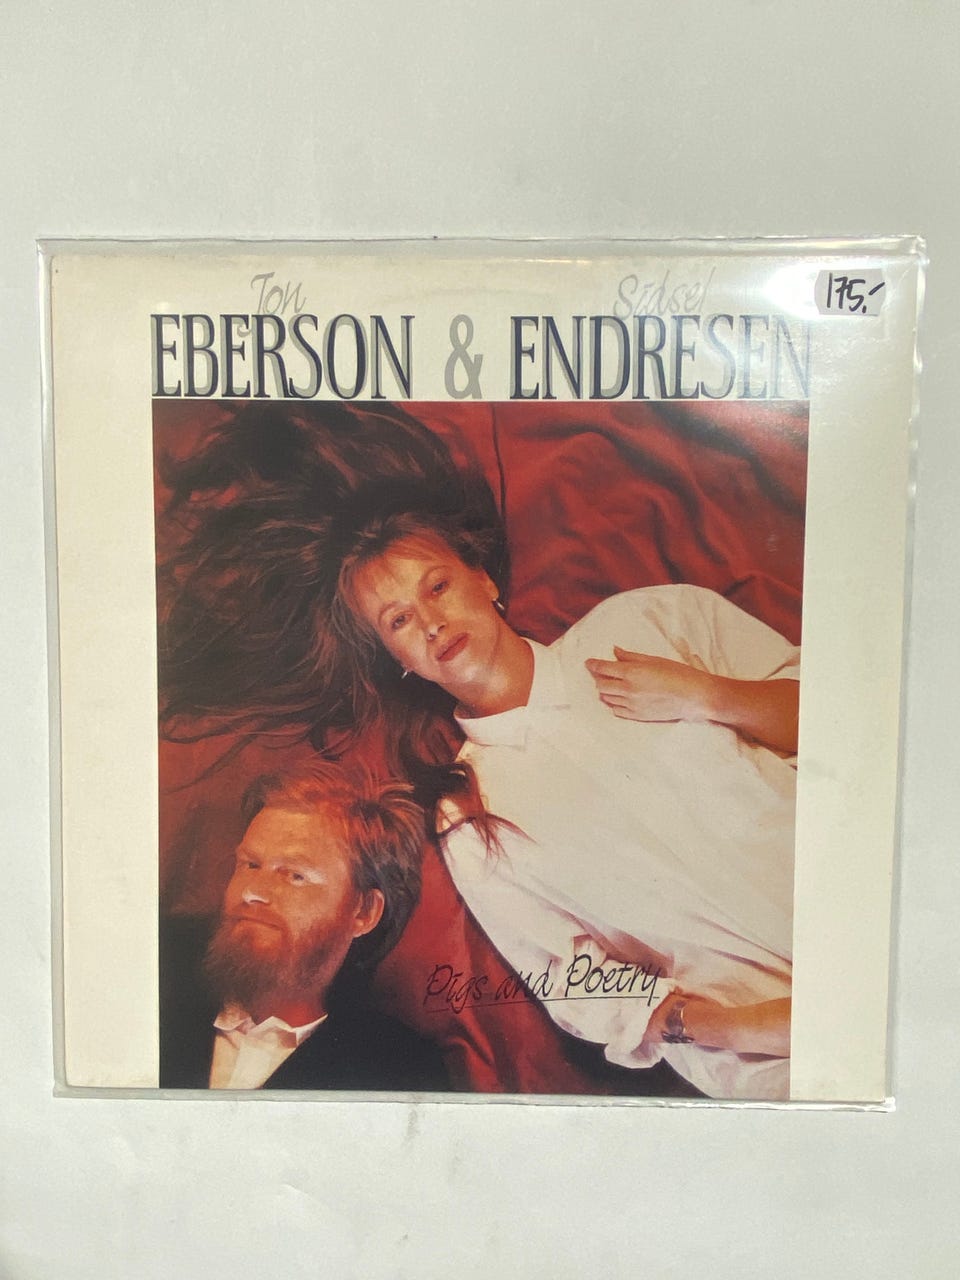 Jon Sidsel
EBERSON & ENDRESEN
175.-
Pigs and Poetry